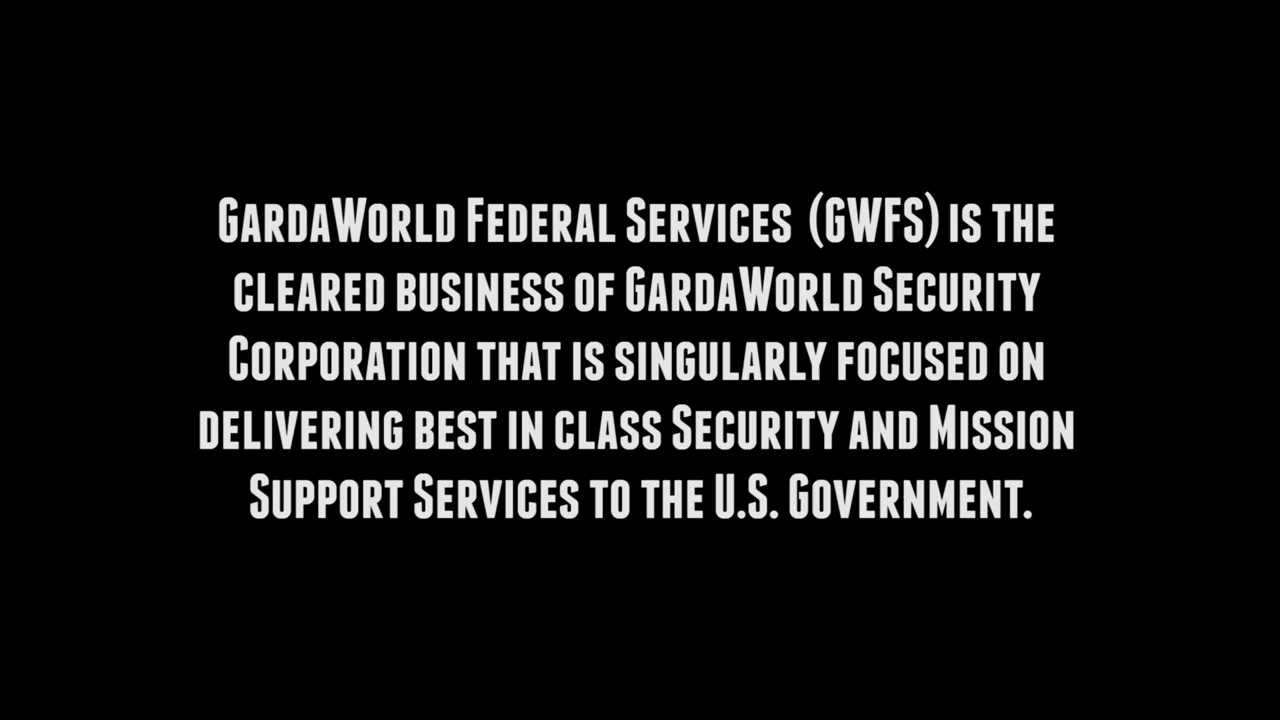 GardaWorld Federal Services (GWFS) is the
cleared business of GardaWorld Security
Corporation that is singularly focused on
delivering best in class Security and Mission
Support Services to the U.S. Government.